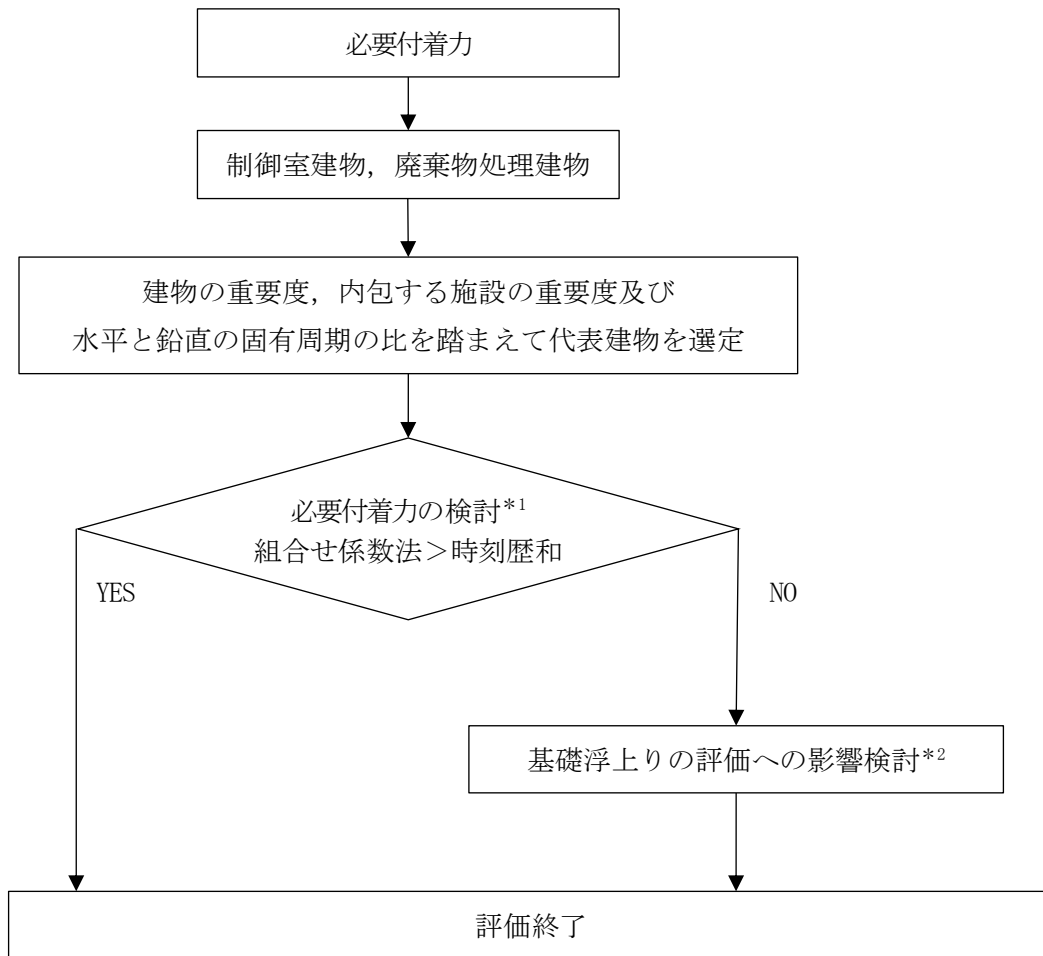 必要付着力
制御室建物，廃棄物処理建物
建物の重要度，内包する施設の重要度及び
水平と鉛直の固有周期の比を踏まえて代表建物を選定
必要付着力の検討*1
組合せ係数法＞時刻歴和
YES
NO
基礎浮上りの評価への影響検討*2
評価終了